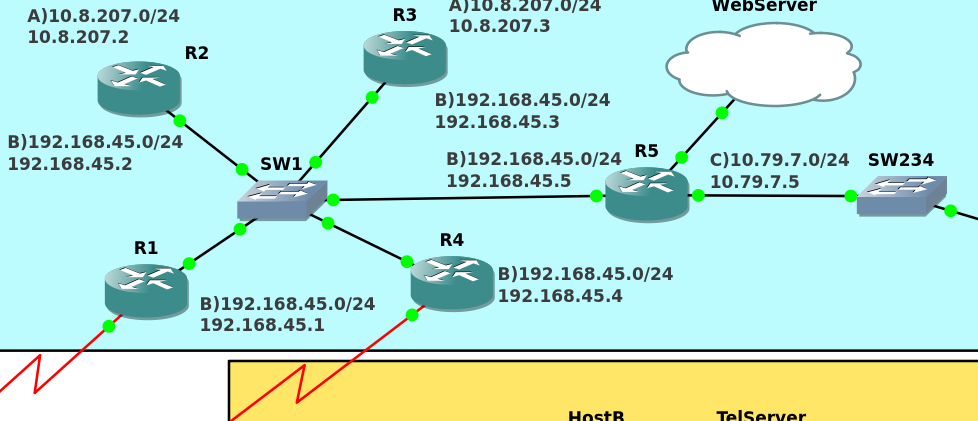 A)10.8.207.0/24
10.8.207.2
R2
R3
A)10.8.207.0/24
10.8.207.3
WebServer
B)192.168.45.0/24
192.168.45.3
B)192.168.45.0/24
192.168.45.2
SW1
B)192.168.45.0/24
192.168.45.5
R5
C)10.79.7.0/24
10.79.7.5
SW234
R1
R4
B)192.168.45.0/24
192.168.45.4
B)192.168.45.0/24
192.168.45.1
HostB
TelServer